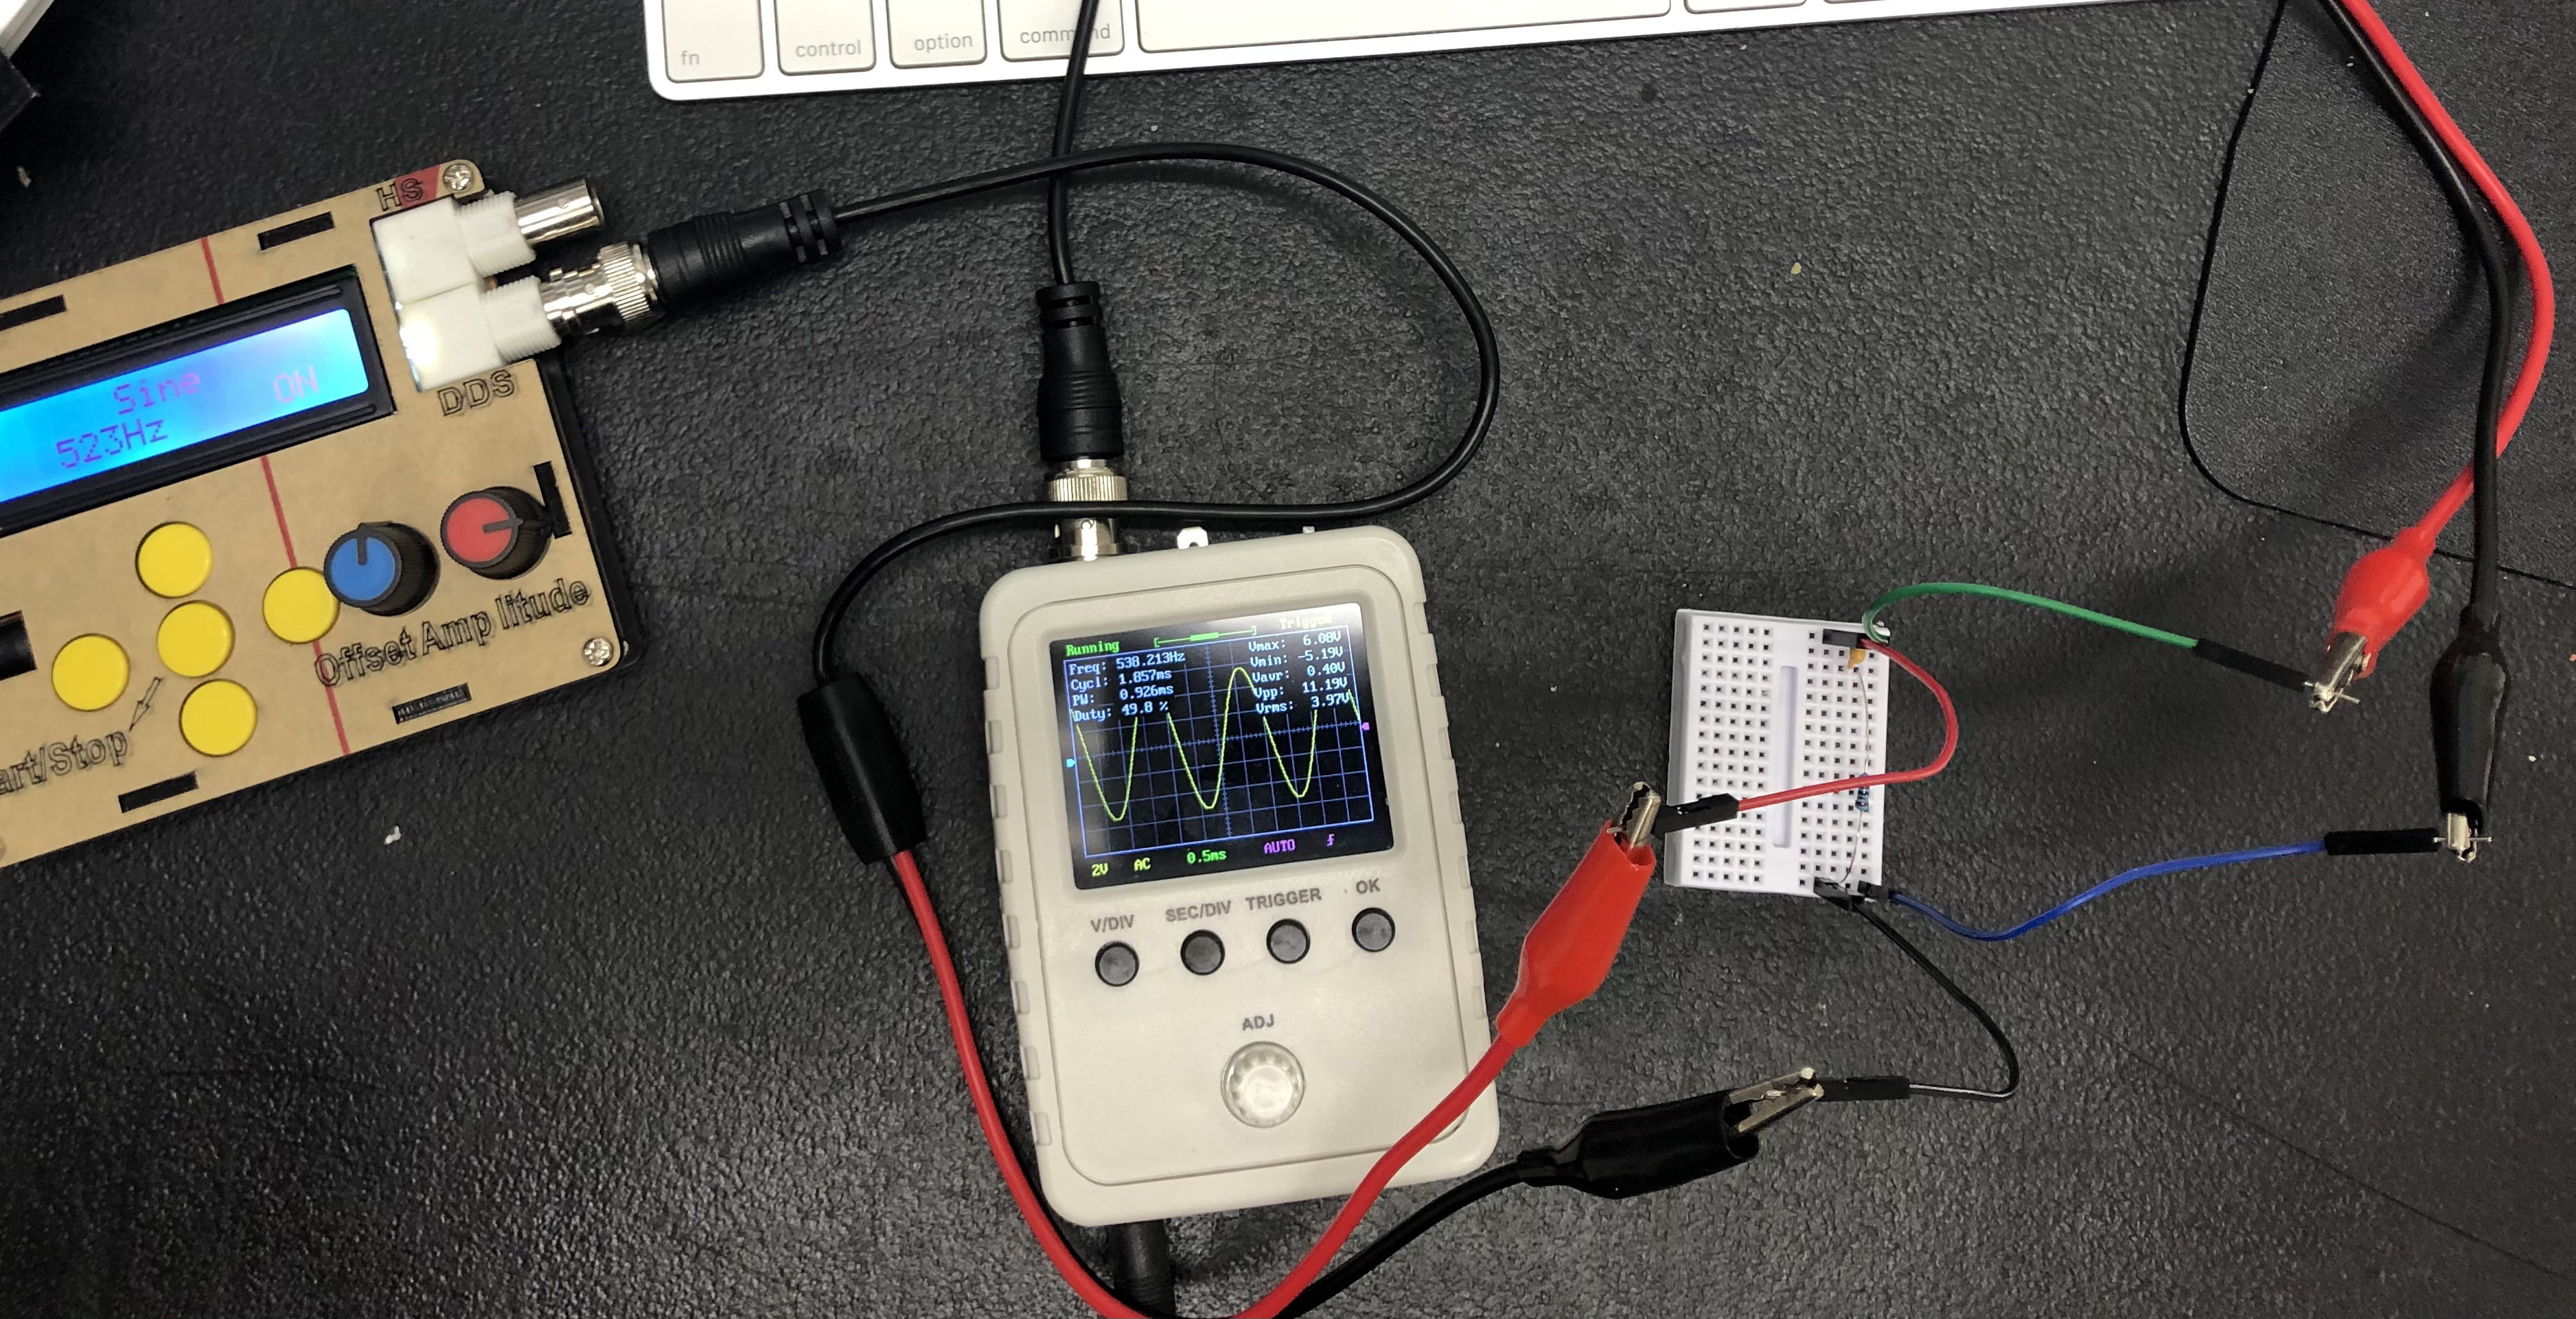 fn
control
option
command
HS
DDS
Sine ON
523Hz
Offset Amp litude
art/Stop
Running
Freq: 538.213Hz
Cycl: 1.857ms
PW: 0.926ms
Duty: 49.8 %
Vmax: 6.00V
Vmin: -5.19V
Vavr: 0.40V
Vpp: 11.19V
Vrms: 3.97V
2V AC 0.5ms AUTO
V/DIV SEC/DIV TRIGGER OK
ADJ